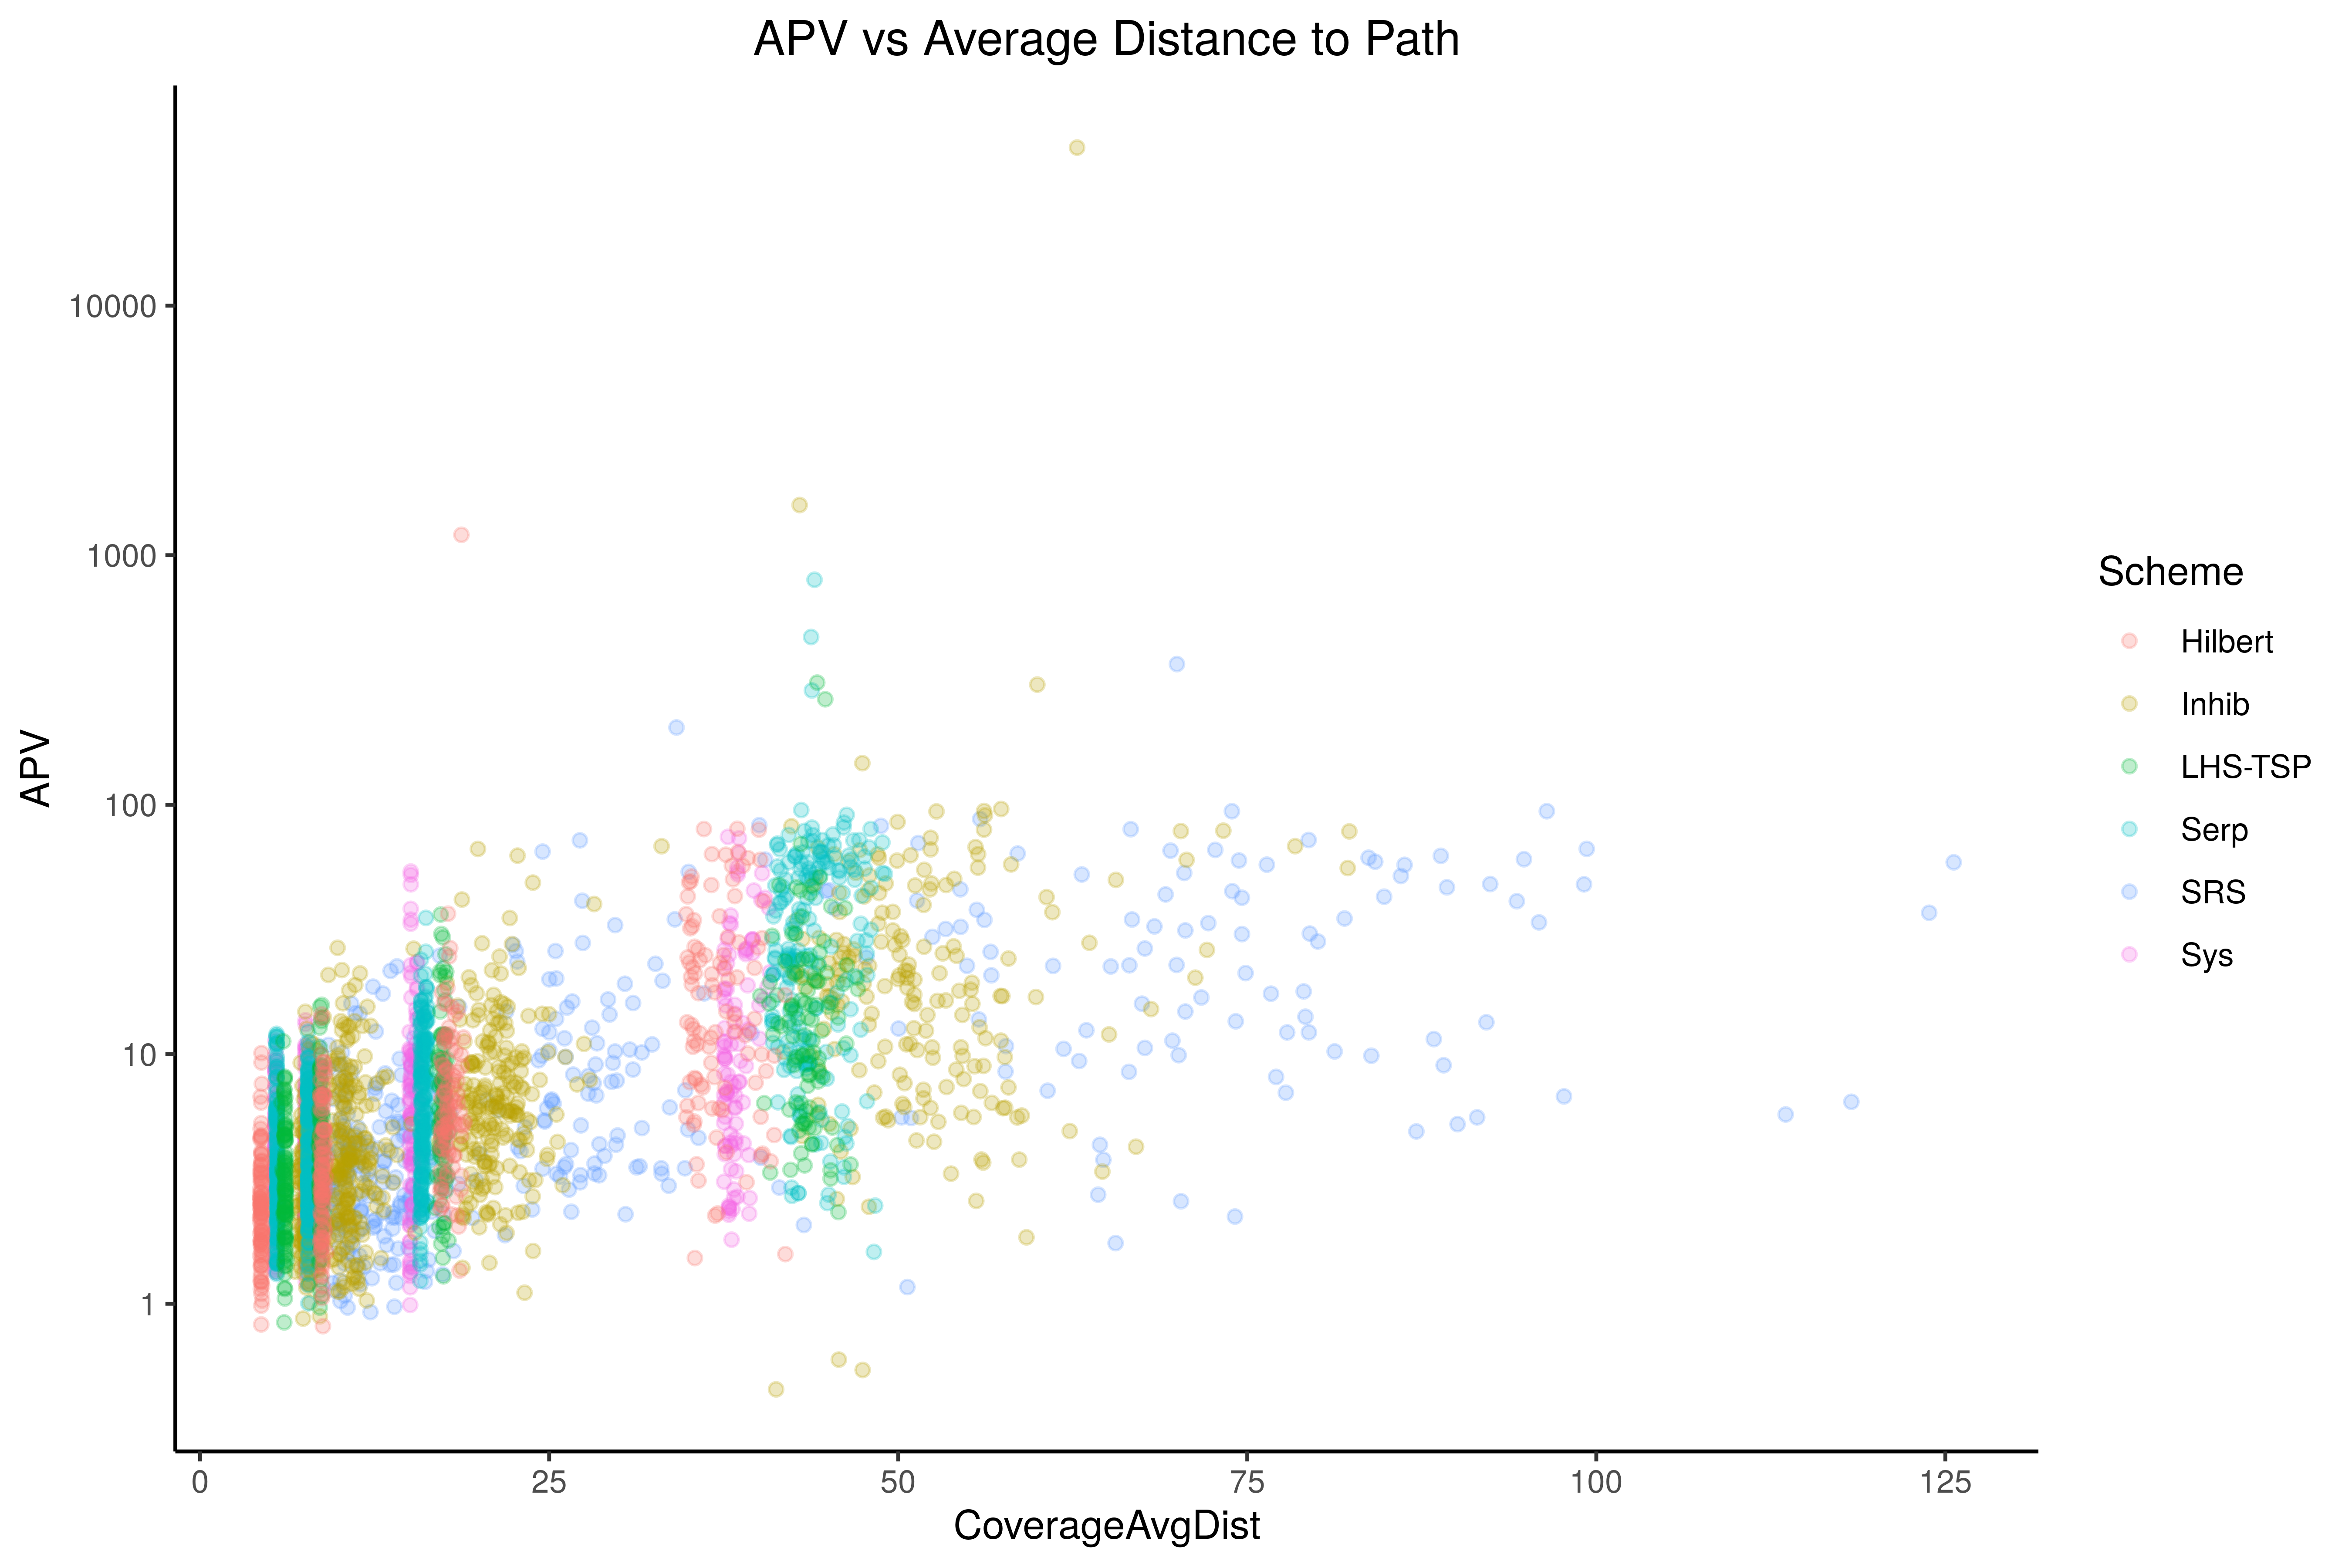 APV vs Average Distance to Path
APV
10000
1000
100
10
1
0 25 50 75 100 125
CoverageAvgDist
Scheme
Hilbert
Inhib
LHS-TSP
Serp
SRS
Sys